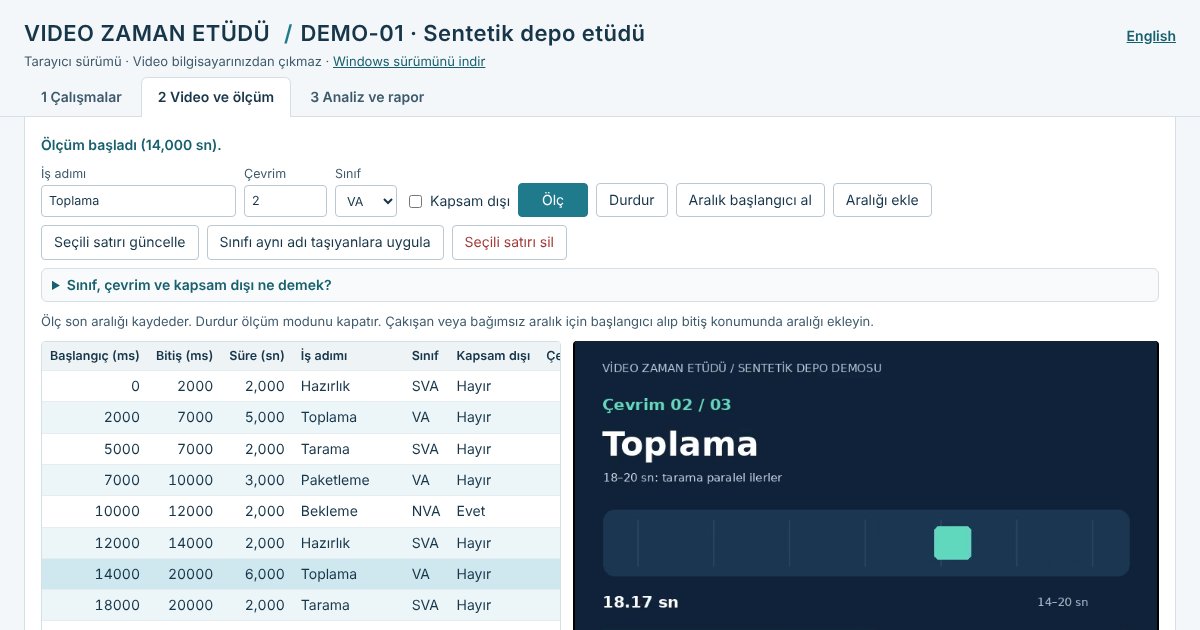 VIDEO ZAMAN ETÜDÜ / DEMO-01 · Sentetik depo etüdü
English
Tarayıcı sürümü · Video bilgisayarınızdan çıkmaz · Windows sürümünü indir
1 Çalışmalar 2 Video ve ölçüm 3 Analiz ve rapor
Ölçüm başladı (14,000 sn).
İş adımı Çevrim Sınıf
Toplama 2 VA Kapsam dışı Ölç Durdur Aralık başlangıcı al Aralığı ekle
Seçili satırı güncelle Sınıfı aynı adı taşıyanlara uygula Seçili satırı sil
Sınıf, çevrim ve kapsam dışı ne demek?
Ölç son aralığı kaydeder. Durdur ölçüm modunu kapatır. Çakışan veya bağımsız aralık için başlangıcı alıp bitiş konumunda aralığı ekleyin.
Başlangıç (ms) Bitiş (ms) Süre (sn) İş adımı Sınıf Kapsam dışı Çe
0 2000 2,000 Hazırlık SVA Hayır
2000 7000 5,000 Toplama VA Hayır
5000 7000 2,000 Tarama SVA Hayır
7000 10000 3,000 Paketleme VA Hayır
10000 12000 2,000 Bekleme NVA Evet
12000 14000 2,000 Hazırlık SVA Hayır
14000 20000 6,000 Toplama VA Hayır
18000 20000 2,000 Tarama SVA Hayır
VİDEO ZAMAN ETÜDÜ / SENTETİK DEPO DEMOSU
Çevrim 02 / 03
Toplama
18–20 sn: tarama paralel ilerler
18.17 sn
14–20 sn